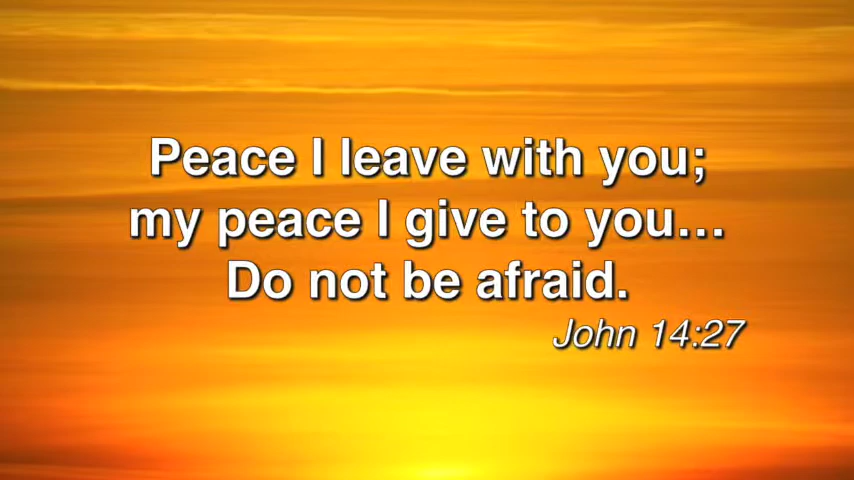 Peace I leave with you;
my peace I give to you…
Do not be afraid.
John 14:27